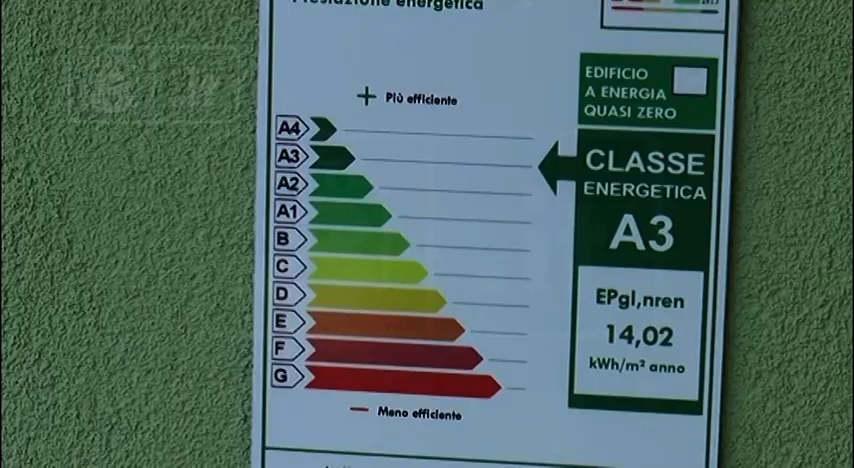 Prestazione energetica
+ Più efficiente
A4
A3
A2
A1
B
C
D
E
F
G
— Meno efficiente
EDIFICIO
A ENERGIA
QUASI ZERO
CLASSE
ENERGETICA
A3
EPgl,nren
14,02
kWh/m² anno